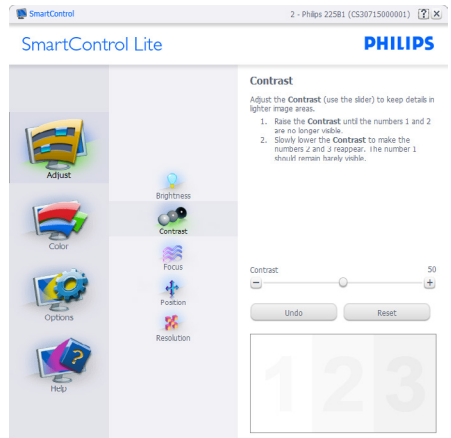 SmartControl
2 - Philips 225B1 (CS30715000001)
SmartControl Lite
PHILIPS
Adjust
Color
Options
Help
Brightness
Contrast
Focus
Position
Resolution
Contrast
Adjust the Contrast (use the slider) to keep details in
lighter image areas.
1. Raise the Contrast until the numbers 1 and 2
are no longer visible.
2. Slowly lower the Contrast to make the
numbers 2 and 3 reappear. The number 1
should remain barely visible.
Contrast 50
Undo Reset
1 2 3